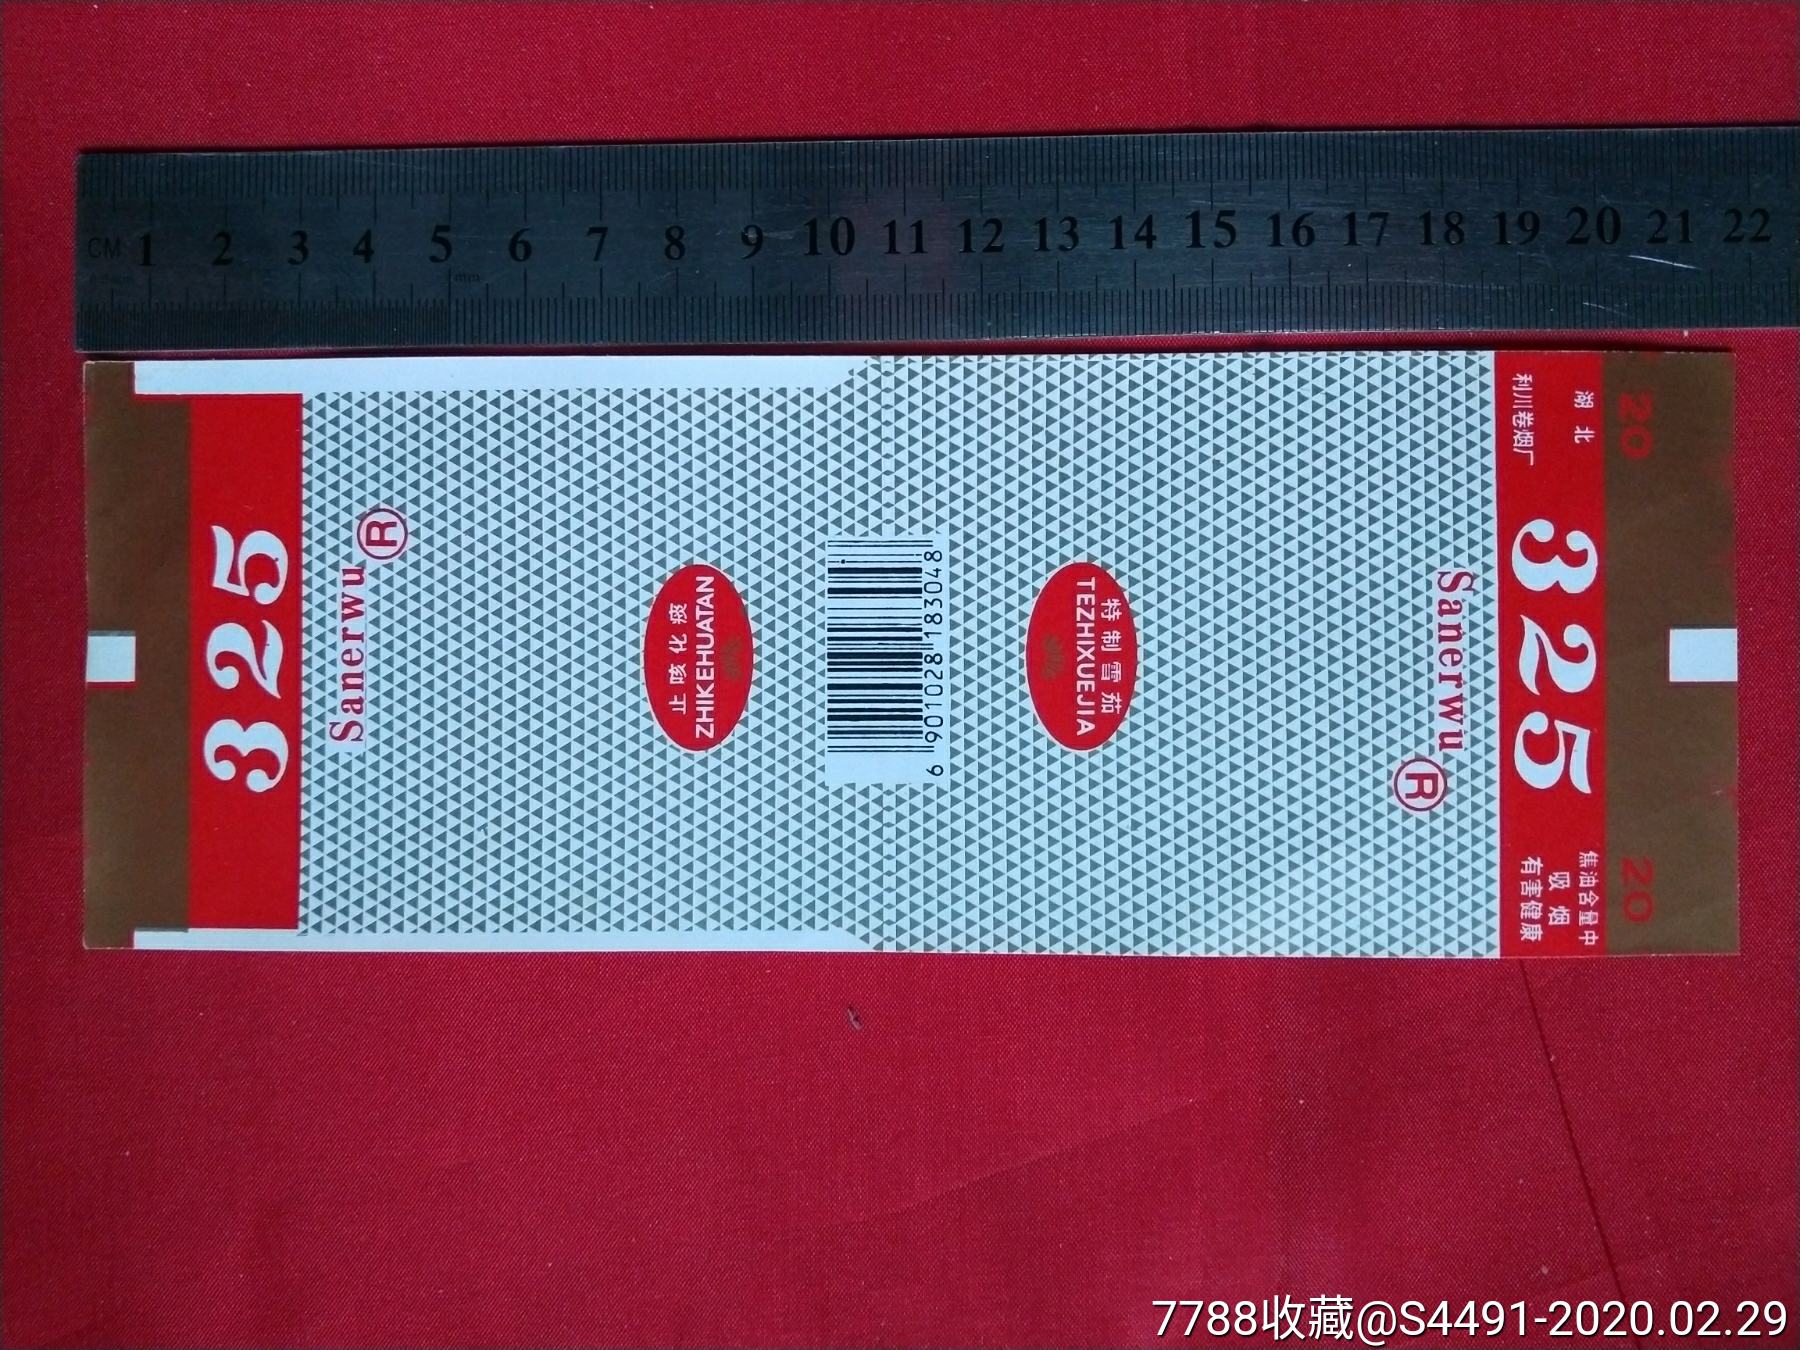 CM 1 2 3 4 5 6 7 8 9 10 11 12 13 14 15 16 17 18 19 20 21 22
mm
325
Sanerwu
R
止咳化痰
ZHIKEHUATAN
6 901028 183048
特制雪茄
TEZHIXUEJIA
Sanerwu
R
湖北
利川卷烟厂
325
焦油含量中
吸烟
有害健康
20
20
7788收藏@S4491-2020.02.29